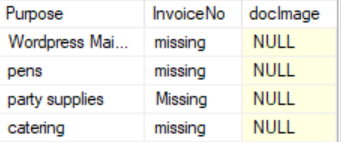 Purpose InvoiceNo docImage
Wordpress Mai... missing NULL
pens missing NULL
party supplies Missing NULL
catering missing NULL